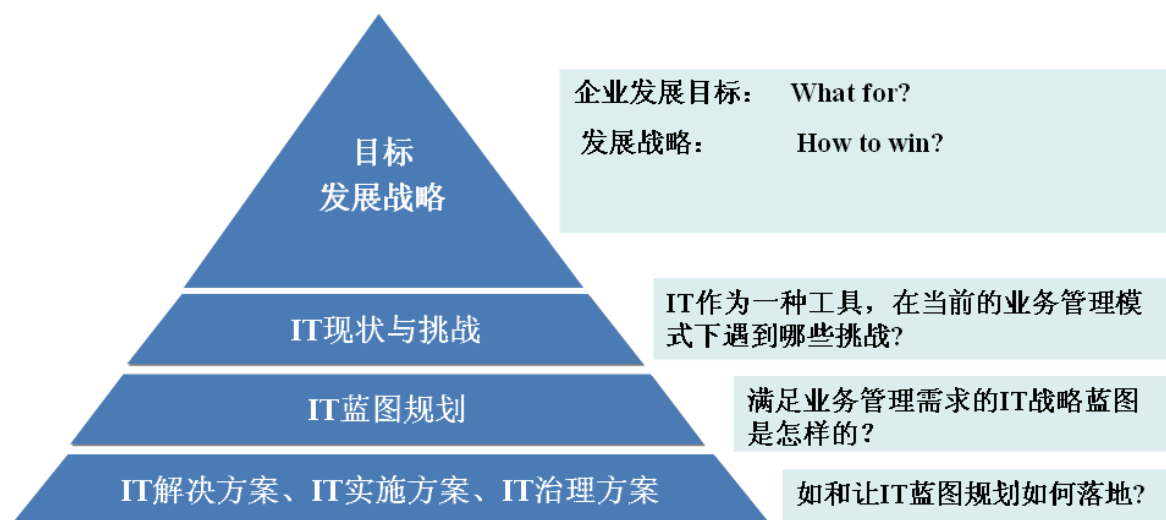 目标
发展战略
企业发展目标： What for?
发展战略： How to win?
IT现状与挑战
IT作为一种工具，在当前的业务管理模
式下遇到哪些挑战?
IT蓝图规划
满足业务管理需求的IT战略蓝图
是怎样的？
IT解决方案、IT实施方案、IT治理方案
如和让IT蓝图规划如何落地?